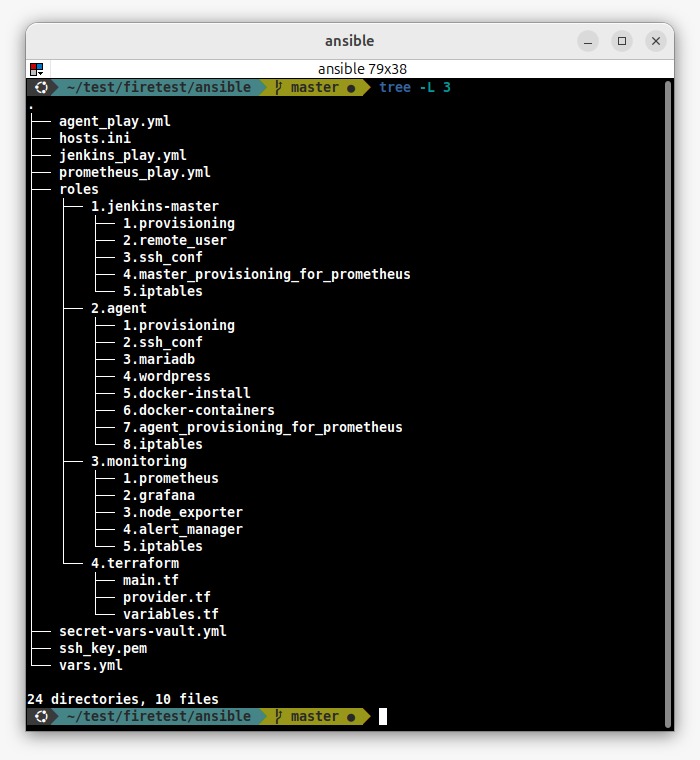 ansible
ansible 79x38
~/test/firetest/ansible master ● tree -L 3
.
├── agent_play.yml
├── hosts.ini
├── jenkins_play.yml
├── prometheus_play.yml
├── roles
│   ├── 1.jenkins-master
│   │   ├── 1.provisioning
│   │   ├── 2.remote_user
│   │   ├── 3.ssh_conf
│   │   ├── 4.master_provisioning_for_prometheus
│   │   └── 5.iptables
│   ├── 2.agent
│   │   ├── 1.provisioning
│   │   ├── 2.ssh_conf
│   │   ├── 3.mariadb
│   │   ├── 4.wordpress
│   │   ├── 5.docker-install
│   │   ├── 6.docker-containers
│   │   ├── 7.agent_provisioning_for_prometheus
│   │   └── 8.iptables
│   ├── 3.monitoring
│   │   ├── 1.prometheus
│   │   ├── 2.grafana
│   │   ├── 3.node_exporter
│   │   ├── 4.alert_manager
│   │   └── 5.iptables
│   └── 4.terraform
│       ├── main.tf
│       ├── provider.tf
│       └── variables.tf
├── secret-vars-vault.yml
├── ssh_key.pem
└── vars.yml
24 directories, 10 files
~/test/firetest/ansible master ●